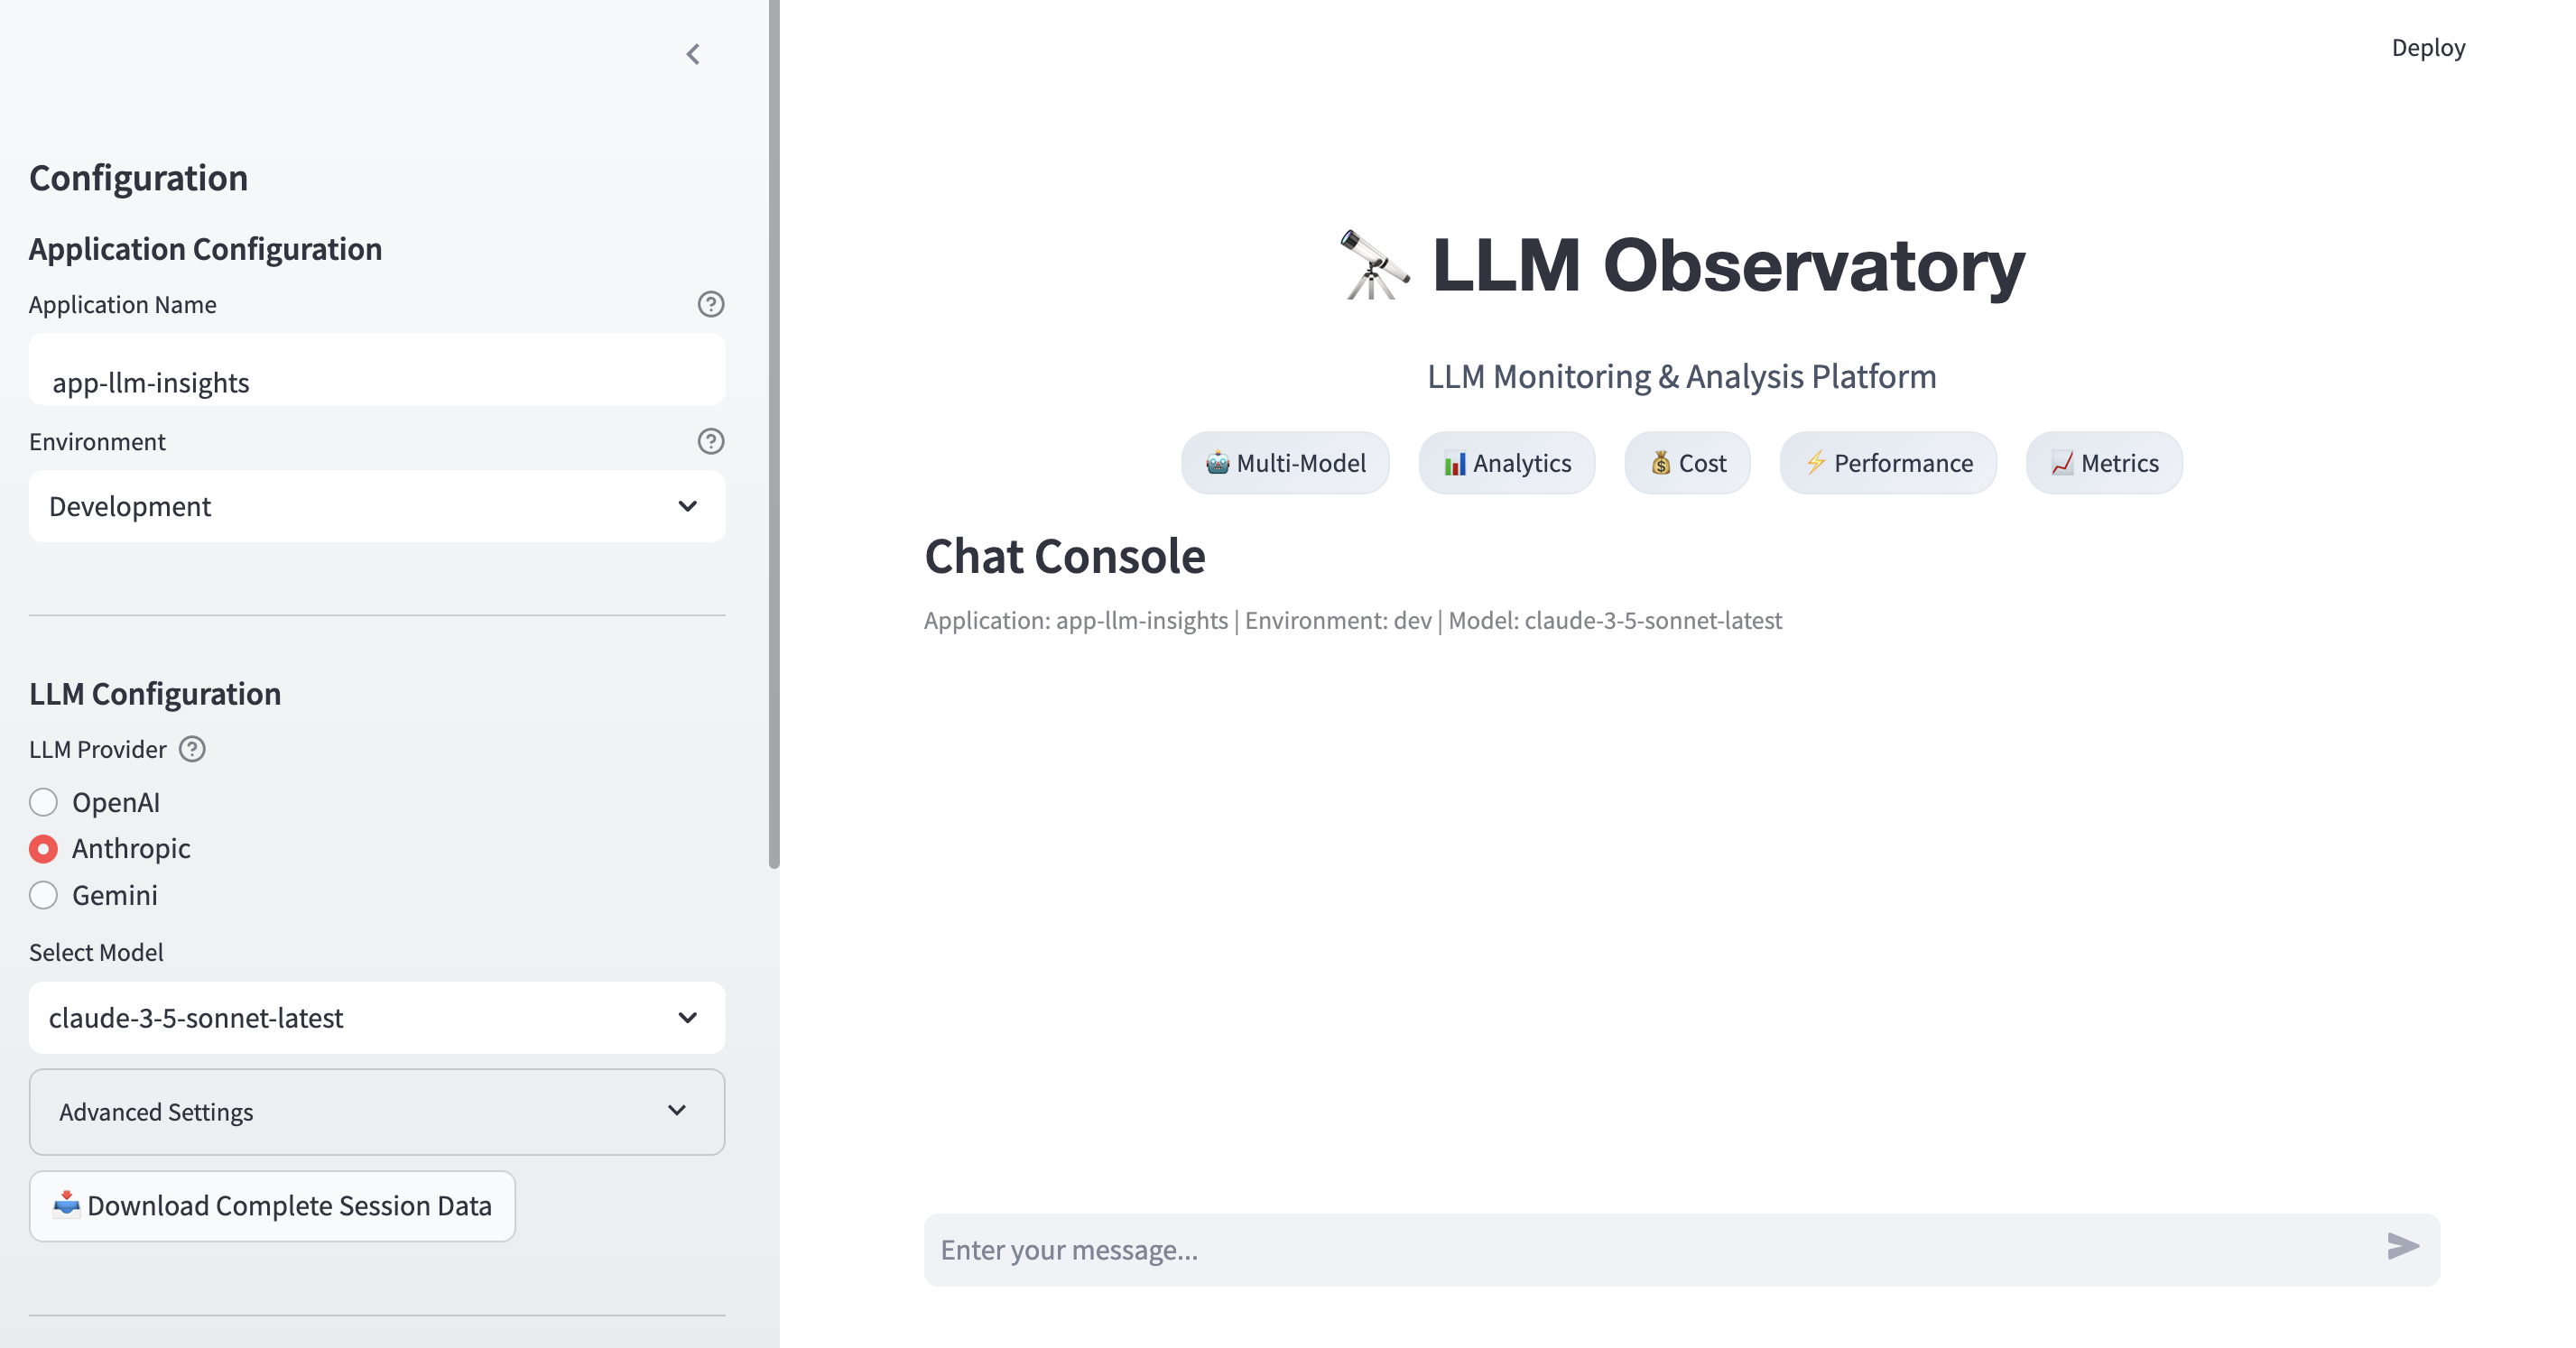 Deploy
Configuration
Application Configuration
Application Name
app-llm-insights
Environment
Development
LLM Configuration
LLM Provider
OpenAI
Anthropic
Gemini
Select Model
claude-3-5-sonnet-latest
Advanced Settings
Download Complete Session Data
LLM Observatory
LLM Monitoring & Analysis Platform
Multi-Model Analytics Cost Performance Metrics
Chat Console
Application: app-llm-insights | Environment: dev | Model: claude-3-5-sonnet-latest
Enter your message...